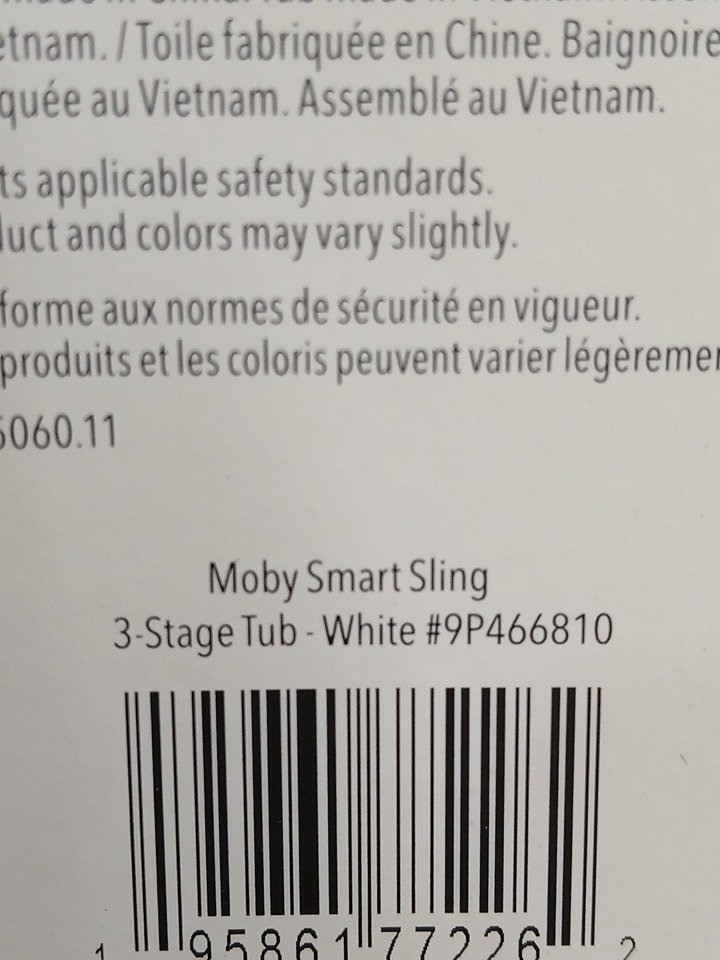 etnam. / Toile fabriquée en Chine. Baignoire
quée au Vietnam. Assemblé au Vietnam.
ts applicable safety standards.
luct and colors may vary slightly.
forme aux normes de sécurité en vigueur.
produits et les coloris peuvent varier légèremen
5060.11
Moby Smart Sling
3-Stage Tub - White #9P466810
1 95861 77226 2